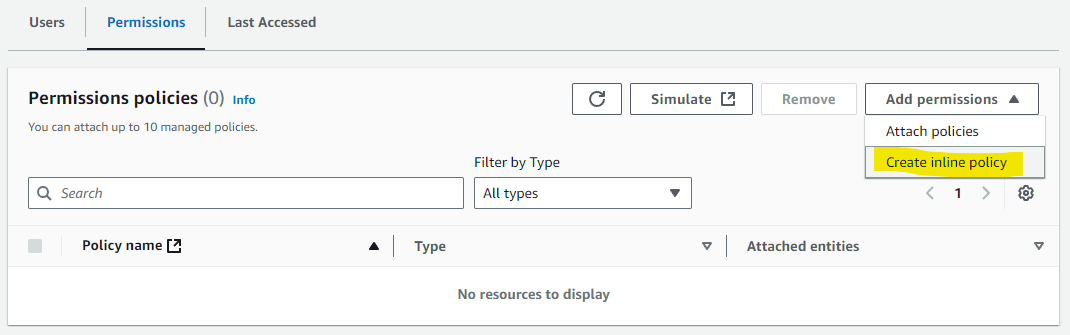 Users Permissions Last Accessed
Permissions policies (0) Info
You can attach up to 10 managed policies.
Simulate Remove Add permissions
Attach policies
Create inline policy
Filter by Type
Search All types
1
Policy name Type Attached entities
No resources to display